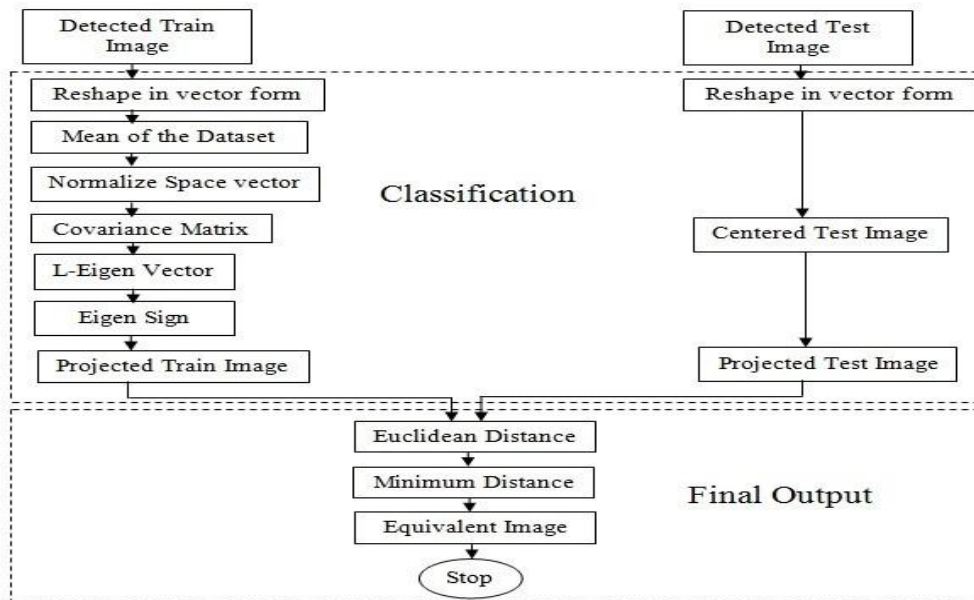 Detected Train
Image
Detected Test
Image
Reshape in vector form
Mean of the Dataset
Normalize Space vector
Covariance Matrix
L-Eigen Vector
Eigen Sign
Projected Train Image
Classification
Reshape in vector form
Centered Test Image
Projected Test Image
Euclidean Distance
Minimum Distance
Equivalent Image
Stop
Final Output